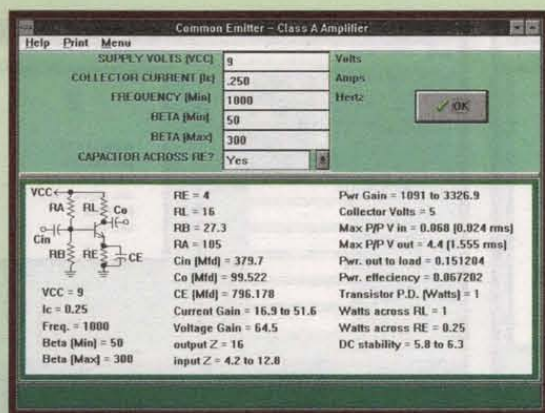 Common Emitter – Class A Amplifier
Help Print Menu
SUPPLY VOLTS (VCC) 9 Volts
COLLECTOR CURRENT (Ic) .250 Amps
FREQUENCY (Min) 1000 Hertz
BETA (Min) 50
BETA (Max) 300
CAPACITOR ACROSS RE? Yes
OK
VCC
RA RL Co
Cin
RB RE CE
VCC = 9
Ic = 0.25
Freq. = 1000
Beta (Min) = 50
Beta (Max) = 300
RE = 4
RL = 16
RB = 27.3
RA = 105
Cin (Mfd) = 379.7
Co (Mfd) = 99.522
CE (Mfd) = 796.178
Current Gain = 16.9 to 51.6
Voltage Gain = 64.5
output Z = 16
input Z = 4.2 to 12.8
Pwr Gain = 1091 to 3326.9
Collector Volts = 5
Max P/P V in = 0.068 (0.024 rms)
Max P/P V out = 4.4 (1.555 rms)
Pwr. out to load = 0.151204
Pwr. effeciency = 0.067202
Transistor P.D. (Watts) = 1
Watts across RL = 1
Watts across RE = 0.25
DC stability = 5.8 to 6.3